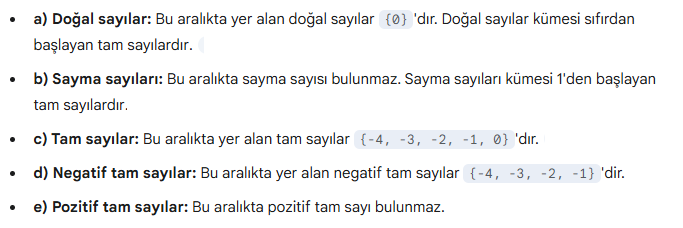 a) Doğal sayılar: Bu aralıkta yer alan doğal sayılar {0} 'dır. Doğal sayılar kümesi sıfırdan
başlayan tam sayılardır.
b) Sayma sayıları: Bu aralıkta sayma sayısı bulunmaz. Sayma sayıları kümesi 1'den başlayan
tam sayılardır.
c) Tam sayılar: Bu aralıkta yer alan tam sayılar {-4, -3, -2, -1, 0} 'dır.
d) Negatif tam sayılar: Bu aralıkta yer alan negatif tam sayılar {-4, -3, -2, -1} 'dir.
e) Pozitif tam sayılar: Bu aralıkta pozitif tam sayı bulunmaz.